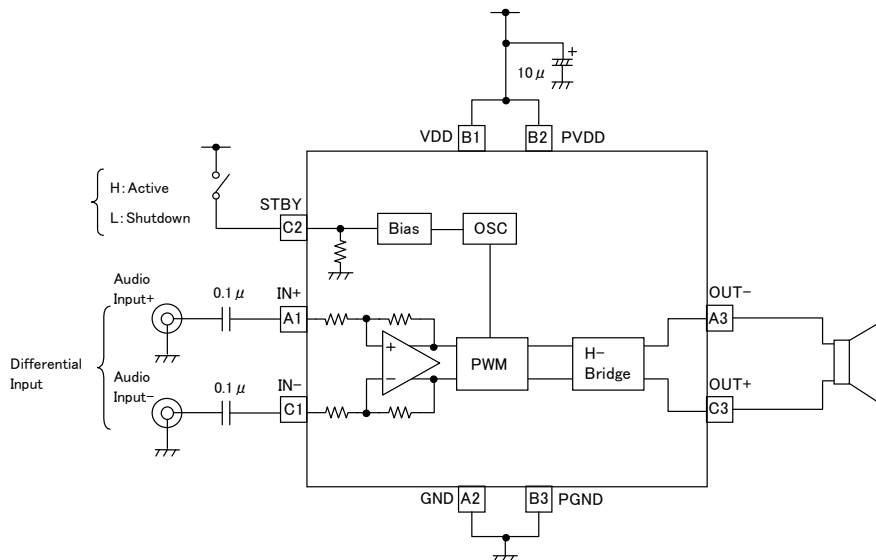 +
10μ
VDD B1 B2 PVDD
H:Active
L:Shutdown
STBY
C2
Bias
OSC
Audio
Input+
0.1μ
IN+
A1
OUT-
A3
+
Differential
Input
PWM
H-
Bridge
Audio
Input-
0.1μ
IN-
C1
−
OUT+
C3
GND A2 B3 PGND